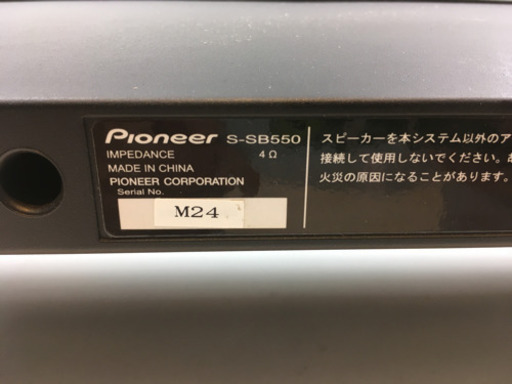 Pioneer S-SB550
IMPEDANCE 4 Ω
MADE IN CHINA
PIONEER CORPORATION
Serial No.
M24
スピーカーを本システム以外のア
接続して使用しないでください。
火災の原因になることがあります。